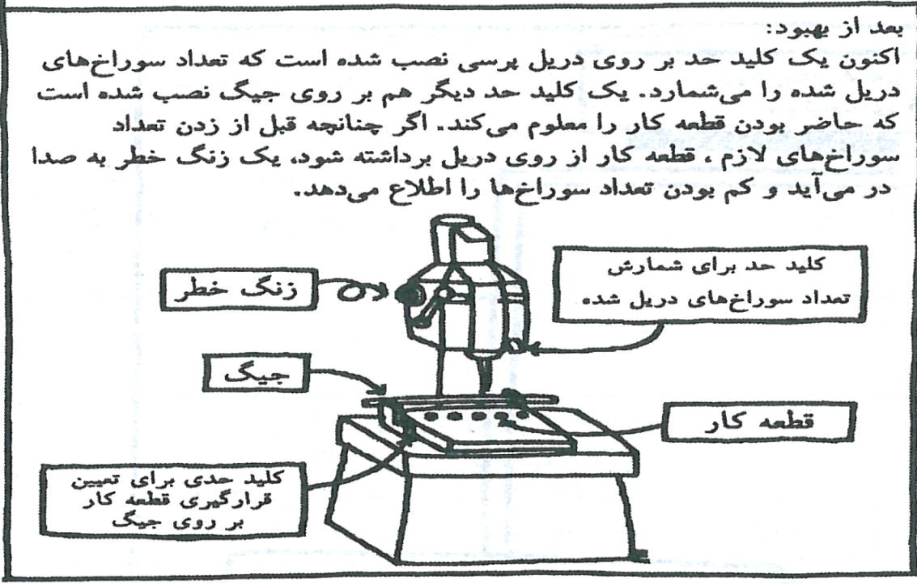 بعد از بهبود:
اکنون یک کلید حد بر روی دریل پرسی نصب شده است که تعداد سوراخ‌های
دریل شده را می‌شمارد. یک کلید حد دیگر هم بر روی جیگ نصب شده است
که حاضر بودن قطعه کار را معلوم می‌کند. اگر چنانچه قبل از زدن تعداد
سوراخ‌های لازم ، قطعه کار از روی دریل برداشته شود، یک زنگ خطر به صدا
در می‌آید و کم بودن تعداد سوراخ‌ها را اطلاع می‌دهد.
کلید حد برای شمارش
تعداد سوراخ‌های دریل شده
زنگ خطر
جیگ
قطعه کار
کلید حدی برای تعیین
قرارگیری قطعه کار
بر روی جیگ